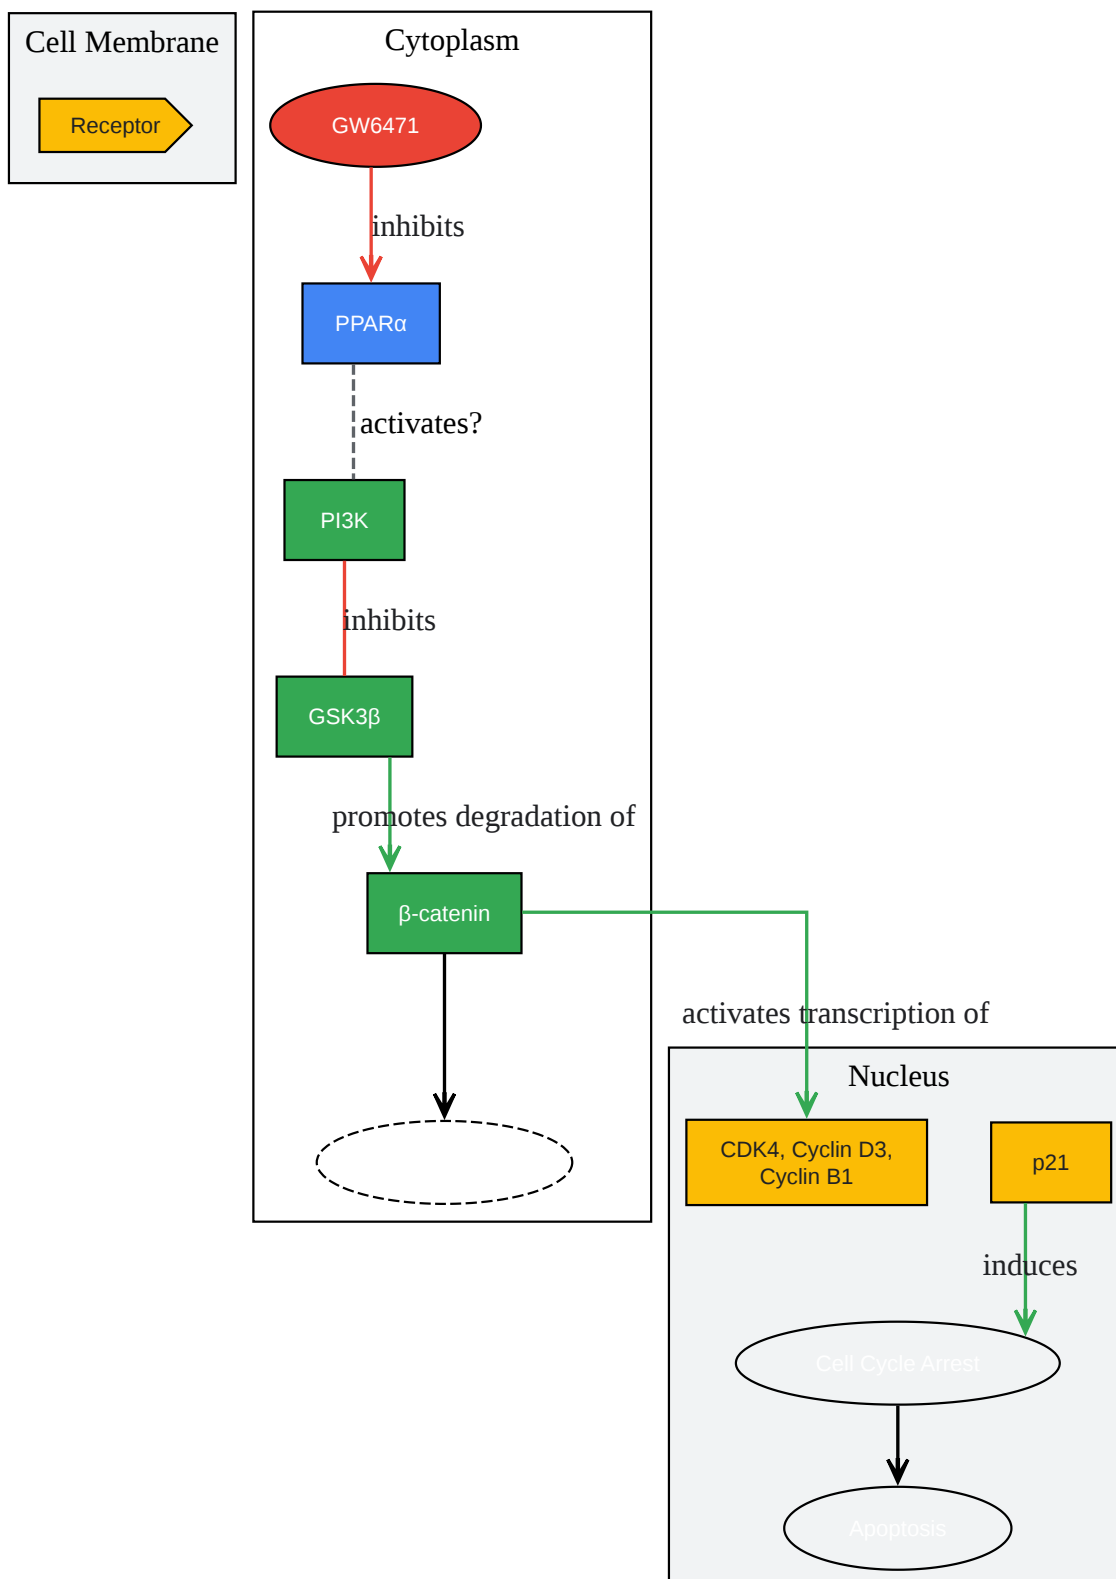 Cell Membrane
Receptor
Cytoplasm
GW6471
inhibits
PPARα
activates?
PI3K
inhibits
GSK3β
promotes degradation of
β-catenin
activates transcription of
Nucleus
CDK4, Cyclin D3,
Cyclin B1
p21
induces
Cell Cycle Arrest
Apoptosis